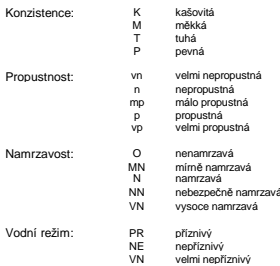 Konzistence: K kašovitá
M měkká
T tuhá
P pevná
Propustnost: vn velmi nepropustná
n nepropustná
mp málo propustná
p propustná
vp velmi propustná
Namrzavost: O nenamrzavá
MN mírně namrzavá
N namrzavá
NN nebezpečně namrzavá
VN vysoce namrzavá
Vodní režim: PR příznivý
NE nepříznivý
VN velmi nepříznivý